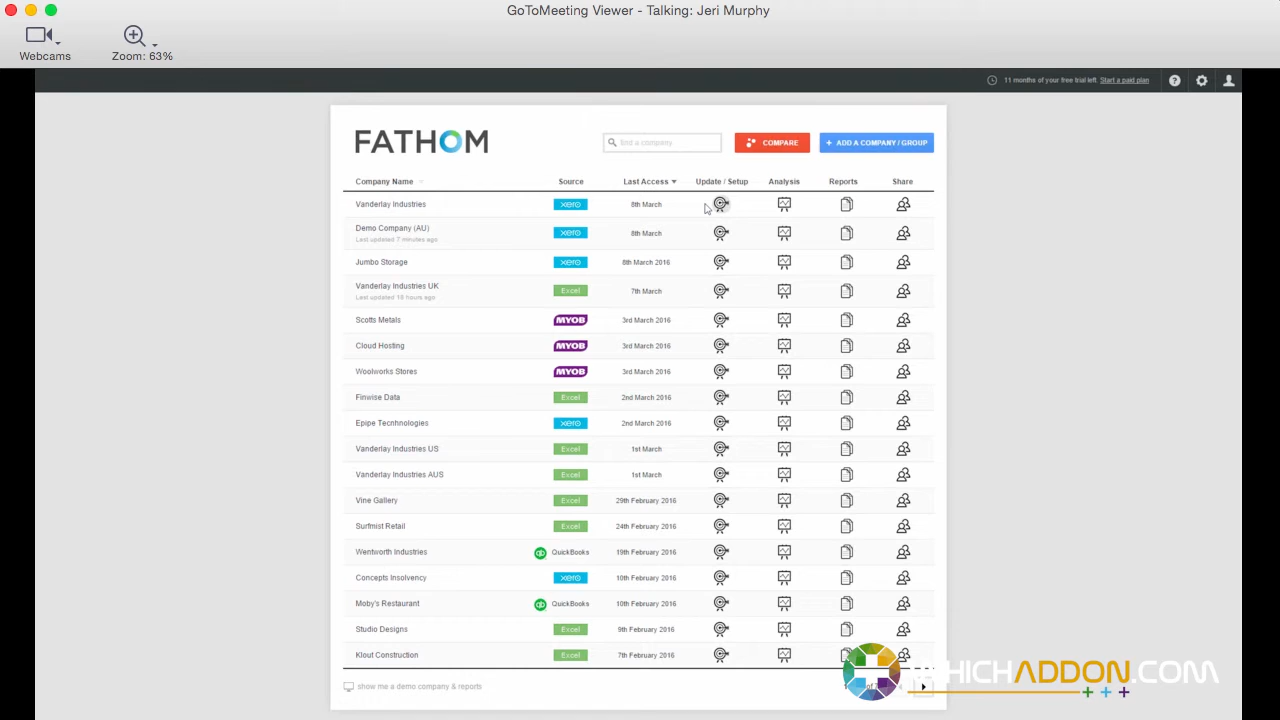 GoToMeeting Viewer - Talking: Jeri Murphy
Webcams
Zoom: 63%
11 months of your free trial left. Start a paid plan
FATHOM
find a company
COMPARE
+ ADD A COMPANY / GROUP
Company Name Source Last Access Update / Setup Analysis Reports Share
Vanderlay Industries xero 8th March
Demo Company (AU) xero 8th March
Last updated 7 minutes ago
Jumbo Storage xero 8th March 2016
Vanderlay Industries UK Excel 7th March
Last updated 18 hours ago
Scotts Metals MYOB 3rd March 2016
Cloud Hosting MYOB 3rd March 2016
Woolworks Stores MYOB 3rd March 2016
Finwise Data Excel 2nd March 2016
Epipe Tecnhnologies xero 2nd March 2016
Vanderlay Industries US Excel 1st March
Vanderlay Industries AUS Excel 1st March
Vine Gallery Excel 29th February 2016
Surfmist Retail Excel 24th February 2016
Wentworth Industries qb QuickBooks 19th February 2016
Concepts Insolvency xero 10th February 2016
Moby's Restaurant qb QuickBooks 10th February 2016
Studio Designs Excel 9th February 2016
Klout Construction Excel 7th February 2016
show me a demo company & reports
WHICHADDON.COM
+ + +